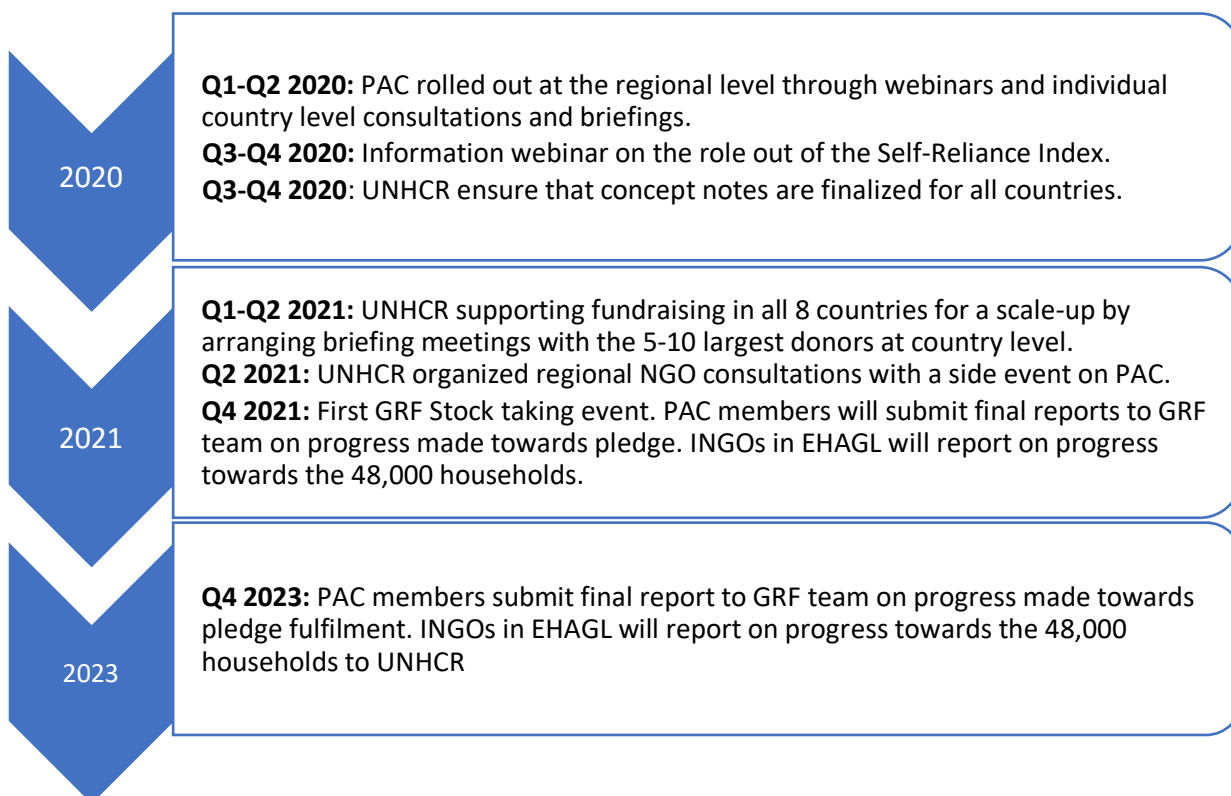 2020
Q1-Q2 2020: PAC rolled out at the regional level through webinars and individual
country level consultations and briefings.
Q3-Q4 2020: Information webinar on the role out of the Self-Reliance Index.
Q3-Q4 2020: UNHCR ensure that concept notes are finalized for all countries.
2021
Q1-Q2 2021: UNHCR supporting fundraising in all 8 countries for a scale-up by
arranging briefing meetings with the 5-10 largest donors at country level.
Q2 2021: UNHCR organized regional NGO consultations with a side event on PAC.
Q4 2021: First GRF Stock taking event. PAC members will submit final reports to GRF
team on progress made towards pledge. INGOs in EHAGL will report on progress
towards the 48,000 households.
2023
Q4 2023: PAC members submit final report to GRF team on progress made towards
pledge fulfilment. INGOs in EHAGL will report on progress towards the 48,000
households to UNHCR